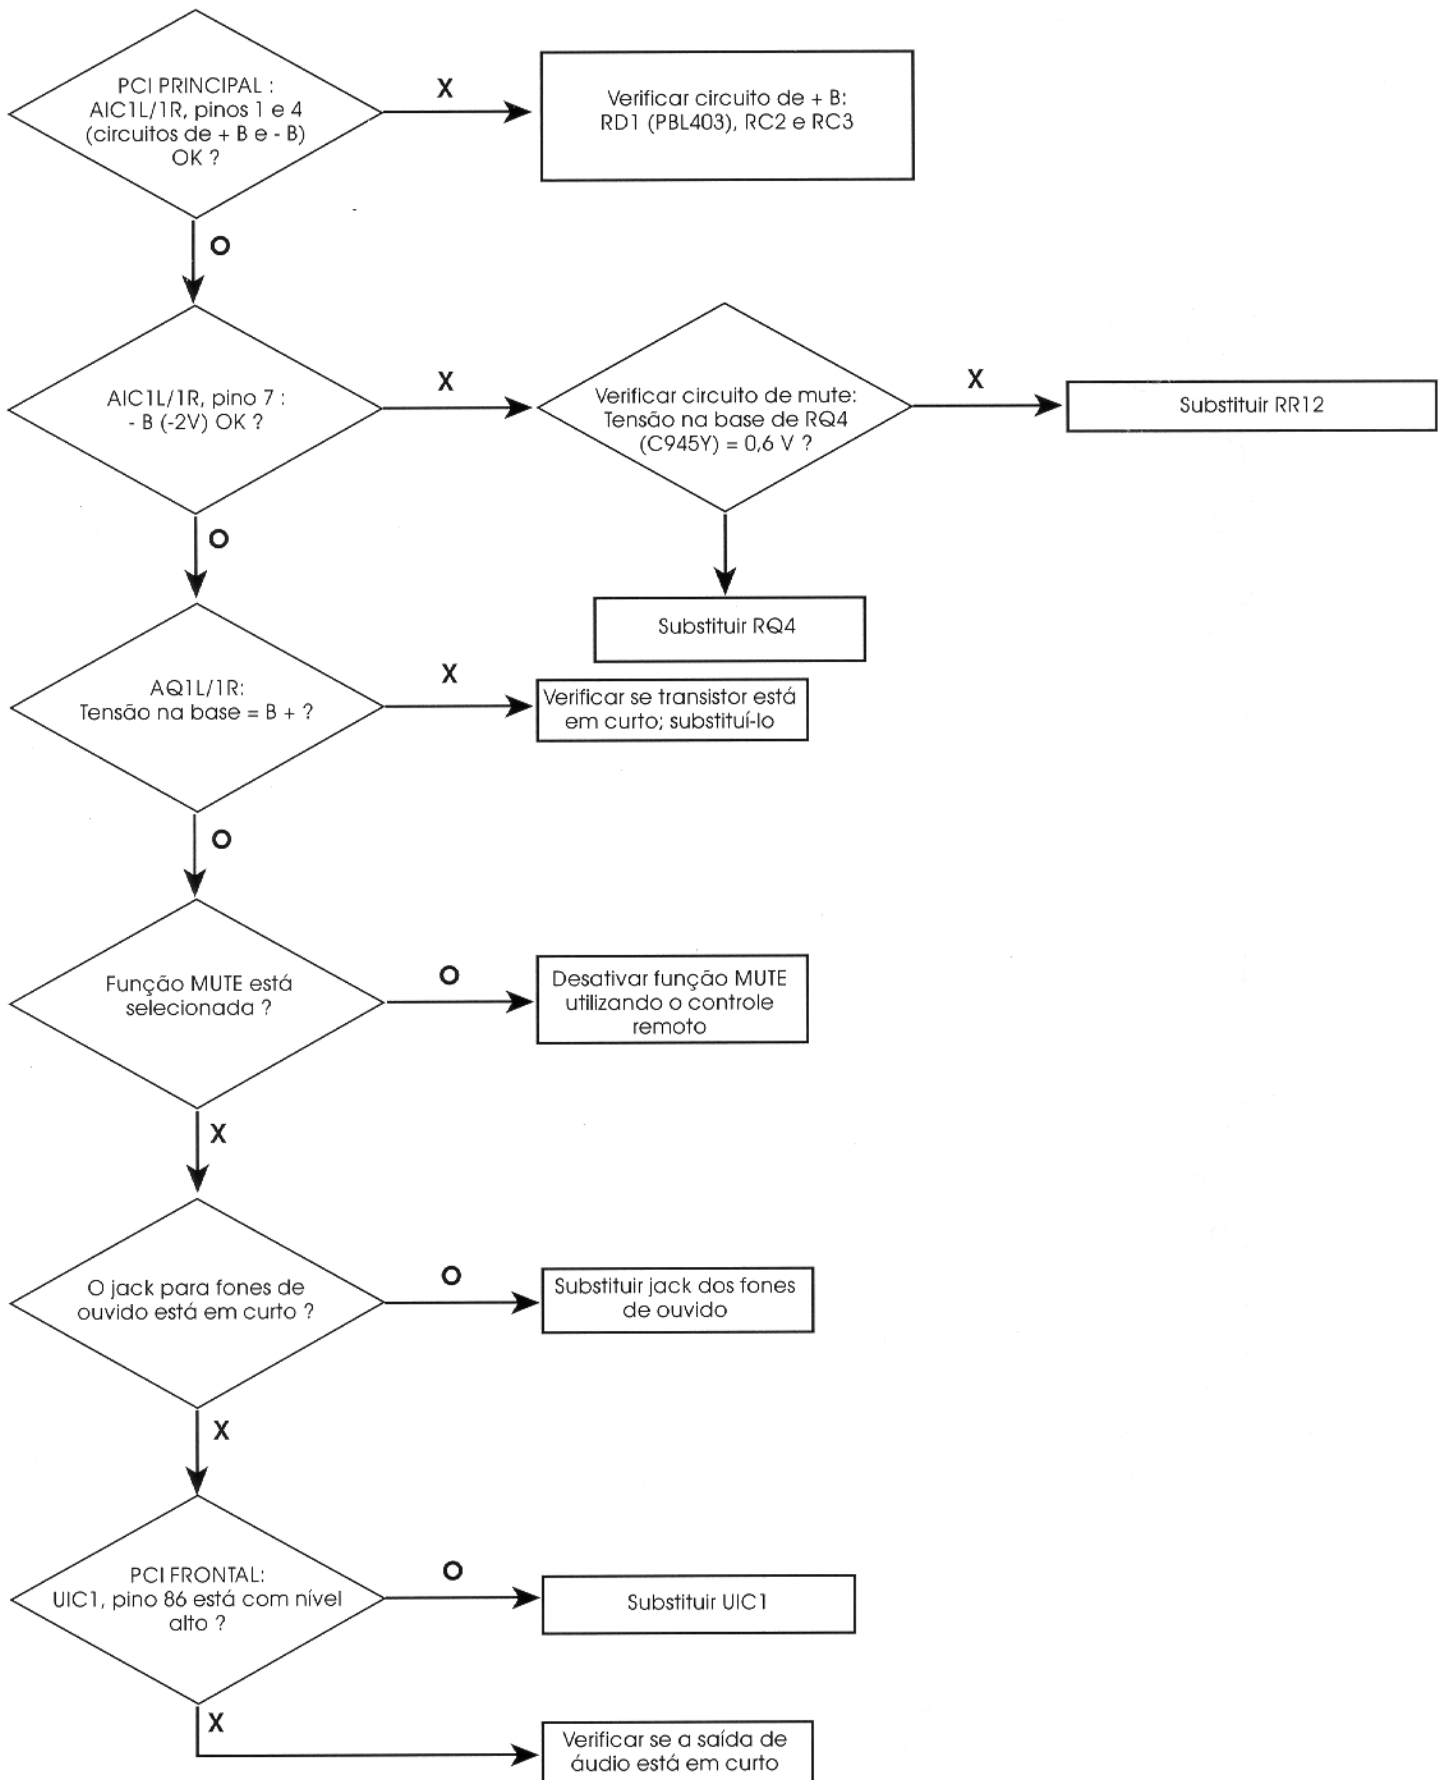 PCI PRINCIPAL :
AIC1L/1R, pinos 1 e 4
(circuitos de + B e - B)
OK ?
X
Verificar circuito de + B:
RD1 (PBL403), RC2 e RC3
O
AIC1L/1R, pino 7 :
- B (-2V) OK ?
X
Verificar circuito de mute:
Tensão na base de RQ4
(C945Y) = 0,6 V ?
X
Substituir RR12
O
Substituir RQ4
AQ1L/1R:
Tensão na base = B + ?
X
Verificar se transistor está
em curto; substituí-lo
O
Função MUTE está
selecionada ?
O
Desativar função MUTE
utilizando o controle
remoto
X
O jack para fones de
ouvido está em curto ?
O
Substituir jack dos fones
de ouvido
X
PCI FRONTAL:
UIC1, pino 86 está com nível
alto ?
O
Substituir UIC1
X
Verificar se a saída de
áudio está em curto